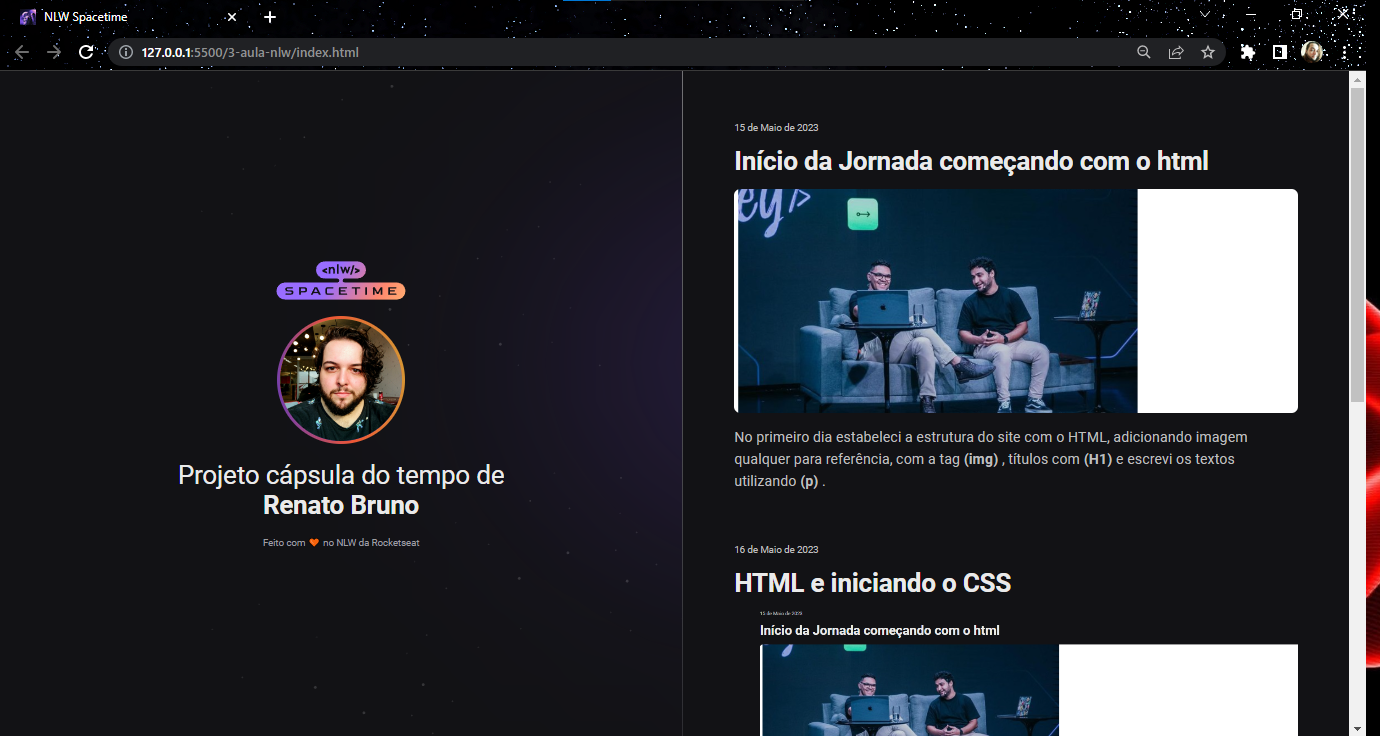 NLW Spacetime
127.0.0.1:5500/3-aula-nlw/index.html
<nlw/>
SPACETIME
Projeto cápsula do tempo de
Renato Bruno
Feito com 🧡 no NLW da Rocketseat
15 de Maio de 2023
Início da Jornada começando com o html
No primeiro dia estabeleci a estrutura do site com o HTML, adicionando imagem
qualquer para referência, com a tag (img) , títulos com (H1) e escrevi os textos
utilizando (p) .
16 de Maio de 2023
HTML e iniciando o CSS
15 de Maio de 2023
Início da Jornada começando com o html